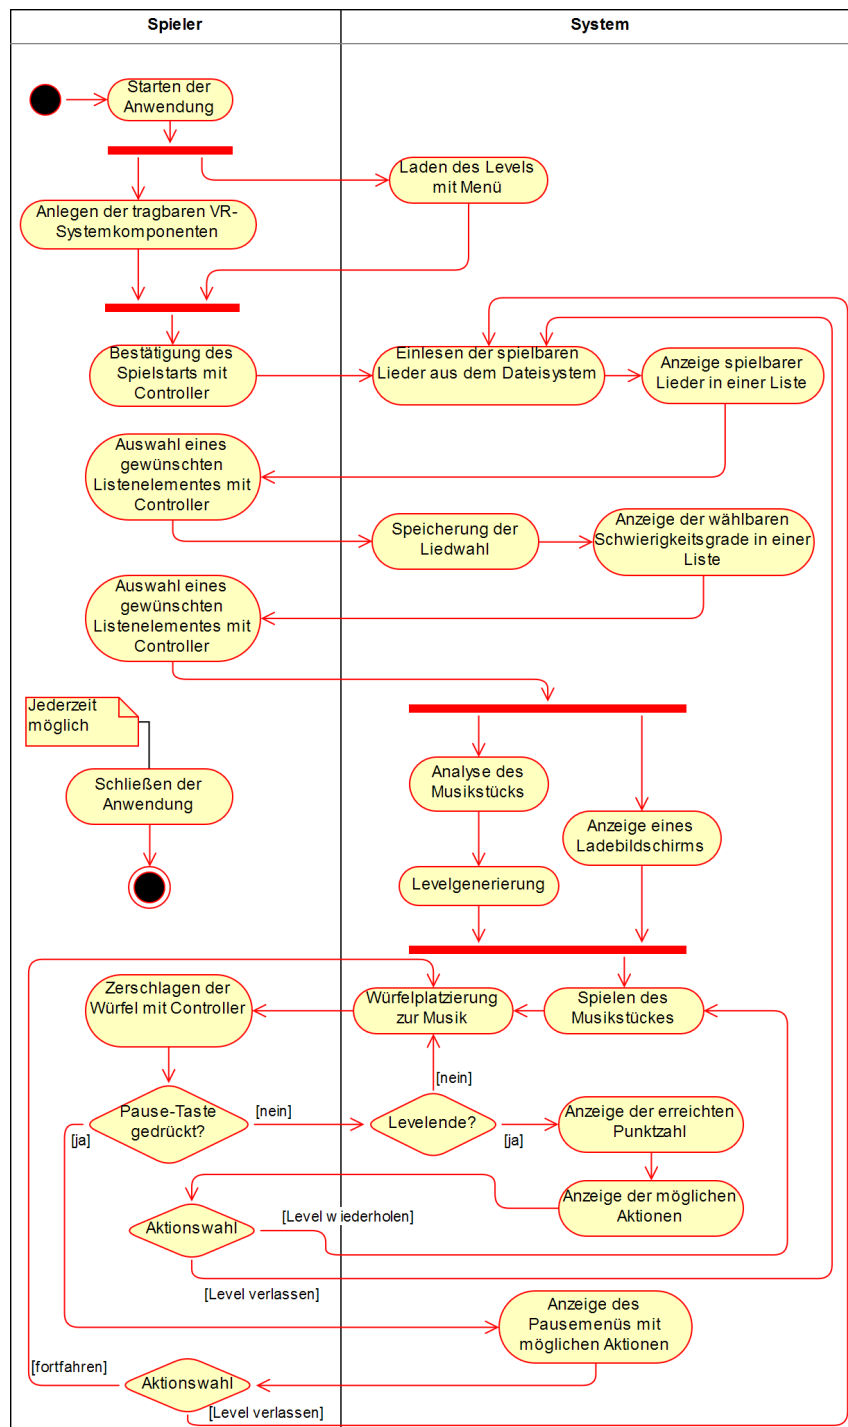 Spieler
System
Starten der
Anwendung
Laden des Levels
mit Menü
Anlegen der tragbaren VR-
Systemkomponenten
Bestätigung des
Spielstarts mit
Controller
Einlesen der spielbaren
Lieder aus dem Dateisystem
Anzeige spielbarer
Lieder in einer Liste
Auswahl eines
gewünschten
Listenelementes mit
Controller
Speicherung der
Liedwahl
Anzeige der wählbaren
Schwierigkeitsgrade in einer
Liste
Auswahl eines
gewünschten
Listenelementes mit
Controller
Jederzeit
möglich
Schließen der
Anwendung
Analyse des
Musikstücks
Anzeige eines
Ladebildschirms
Levelgenerierung
Zerschlagen der
Würfel mit Controller
Würfelplatzierung
zur Musik
Spielen des
Musikstückes
Pause-Taste
gedrückt?
[nein]
[ja]
Levelende?
[nein]
[ja]
Anzeige der erreichten
Punktzahl
Anzeige der möglichen
Aktionen
Aktionswahl
[Level wiederholen]
[Level verlassen]
Anzeige des
Pausemenüs mit
möglichen Aktionen
[fortfahren]
Aktionswahl
[Level verlassen]